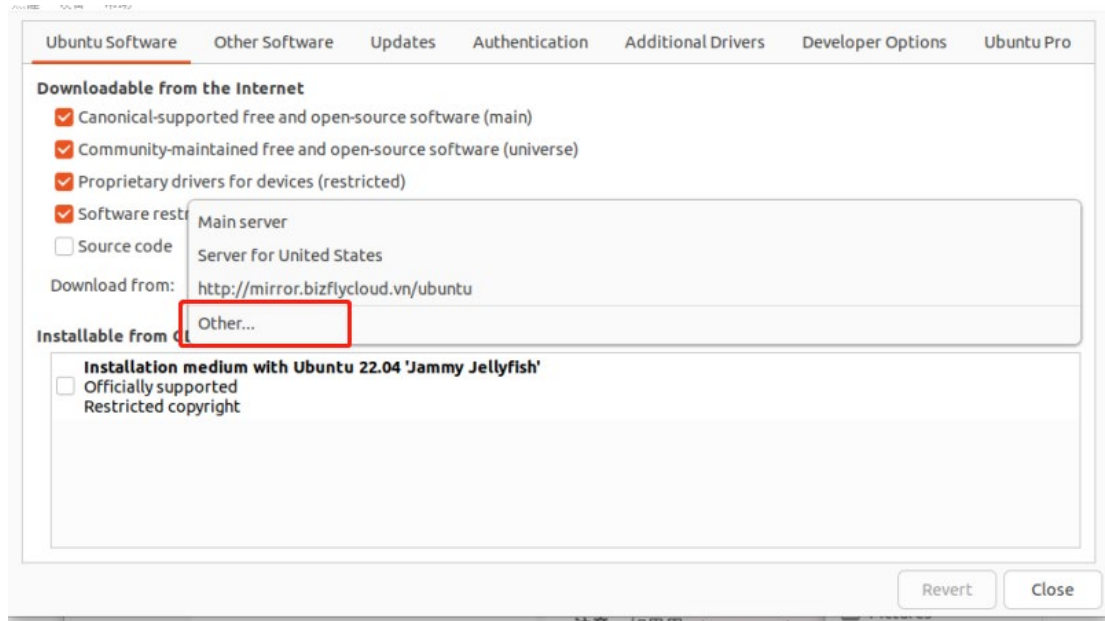 Ubuntu Software Other Software Updates Authentication Additional Drivers Developer Options Ubuntu Pro
Downloadable from the Internet
Canonical-supported free and open-source software (main)
Community-maintained free and open-source software (universe)
Proprietary drivers for devices (restricted)
Software restr
Main server
Source code
Server for United States
Download from:
http://mirror.bizflycloud.vn/ubuntu
Other...
Installable from
Installation medium with Ubuntu 22.04 'Jammy Jellyfish'
Officially supported
Restricted copyright
Revert Close